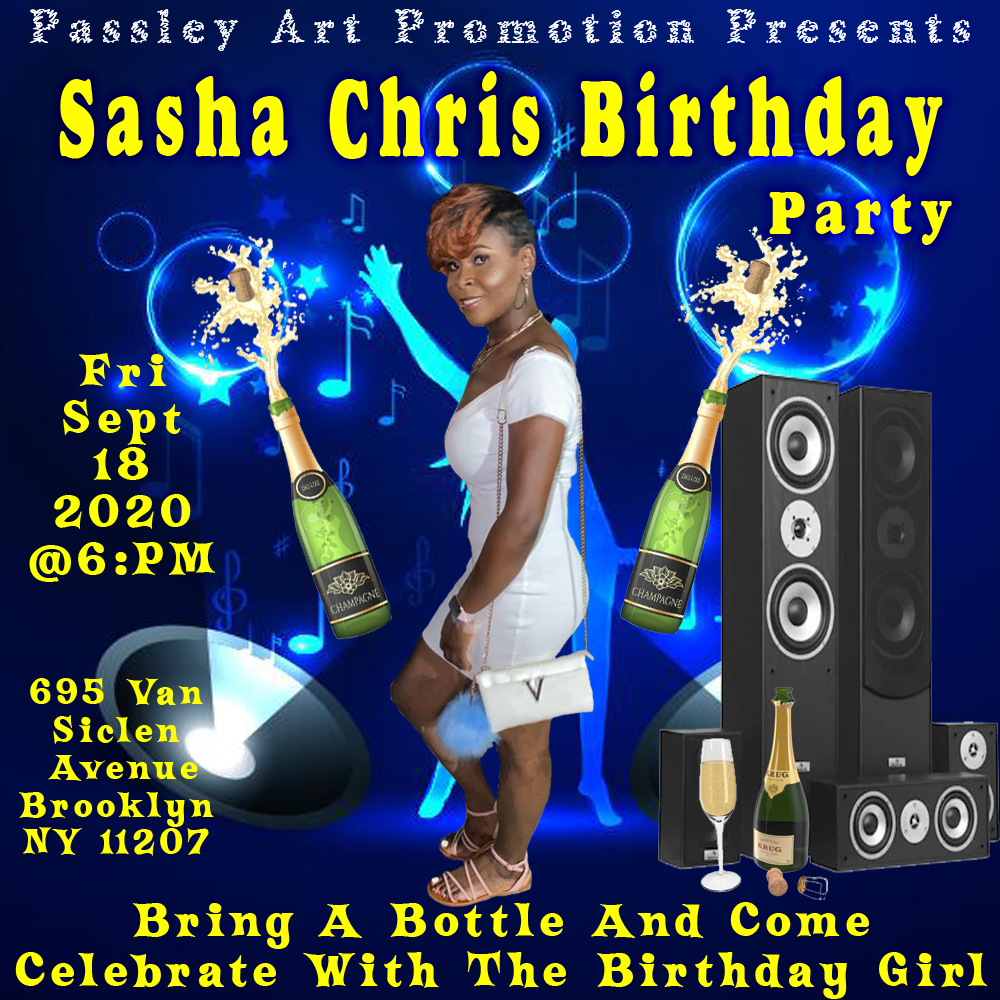 Passley Art Promotion Presents
Sasha Chris Birthday
Party
Fri
Sept
18
2020
@6:PM
DELUXE
CHAMPAGNE
DELUXE
CHAMPAGNE
695 Van
Siclen
Avenue
Brooklyn
NY 11207
KRUG
KRUG
Bring A Bottle And Come
Celebrate With The Birthday Girl